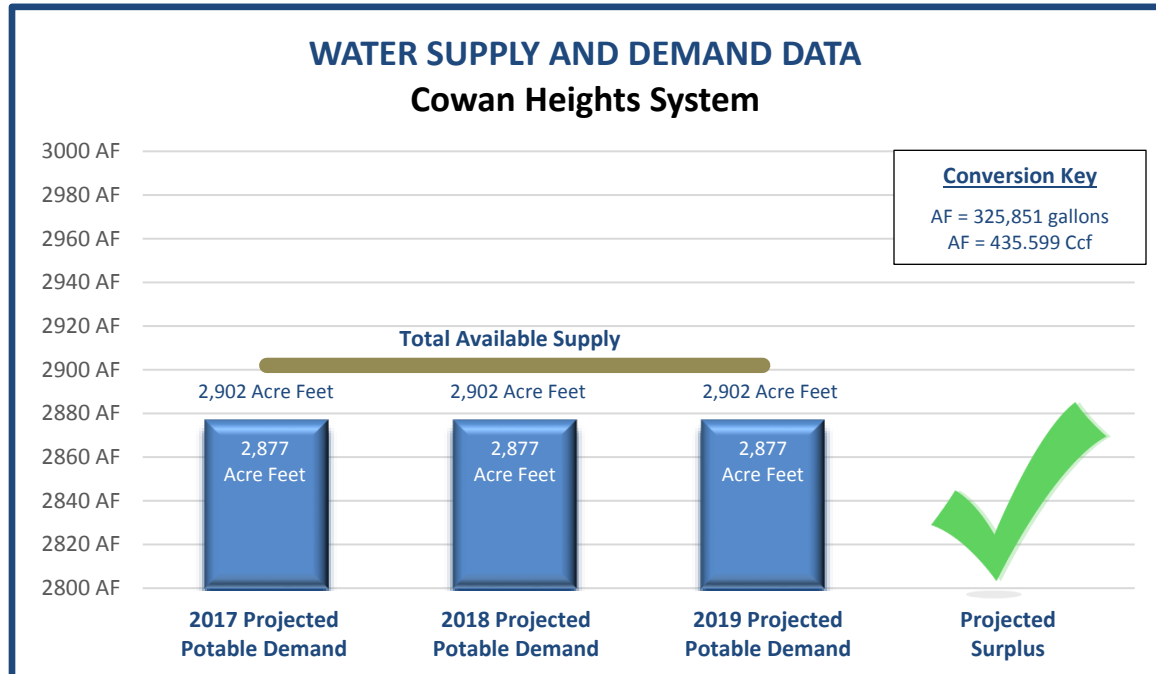 WATER SUPPLY AND DEMAND DATA
Cowan Heights System
3000 AF
2980 AF
2960 AF
2940 AF
2920 AF
2900 AF
2880 AF
2860 AF
2840 AF
2820 AF
2800 AF
Conversion Key
AF = 325,851 gallons
AF = 435.599 Ccf
Total Available Supply
2,902 Acre Feet
2,902 Acre Feet
2,902 Acre Feet
2,877
Acre Feet
2,877
Acre Feet
2,877
Acre Feet
2017 Projected
Potable Demand
2018 Projected
Potable Demand
2019 Projected
Potable Demand
Projected
Surplus